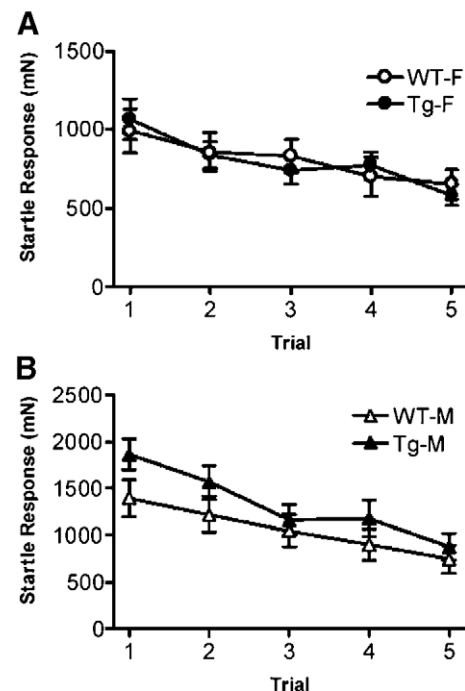 A
Startle Response (mN)
1500
1000
500
0
WT-F
Tg-F
1 2 3 4 5
Trial
B
Startle Response (mN)
2500
2000
1500
1000
500
0
WT-M
Tg-M
1 2 3 4 5
Trial